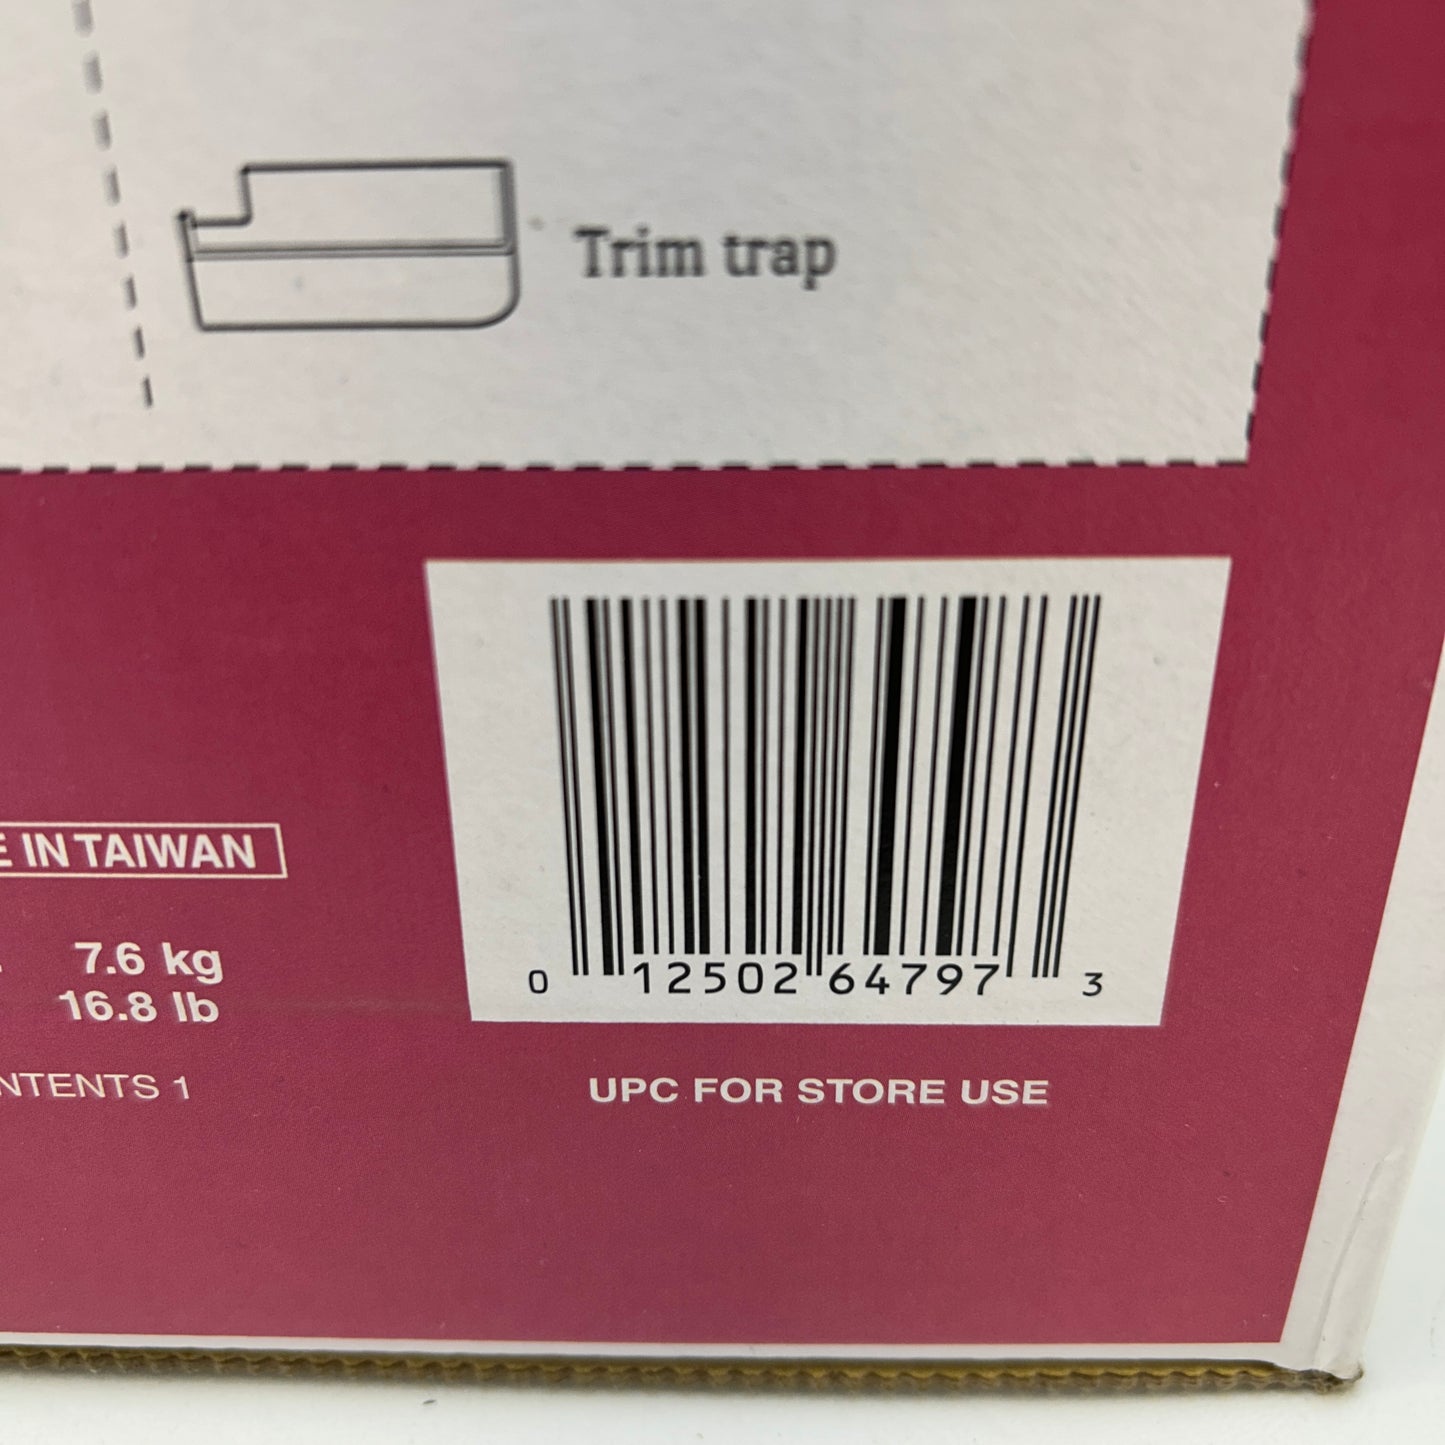 Trim trap
E IN TAIWAN
7.6 kg
16.8 lb
NTENTS 1
0 12502 64797 3
UPC FOR STORE USE